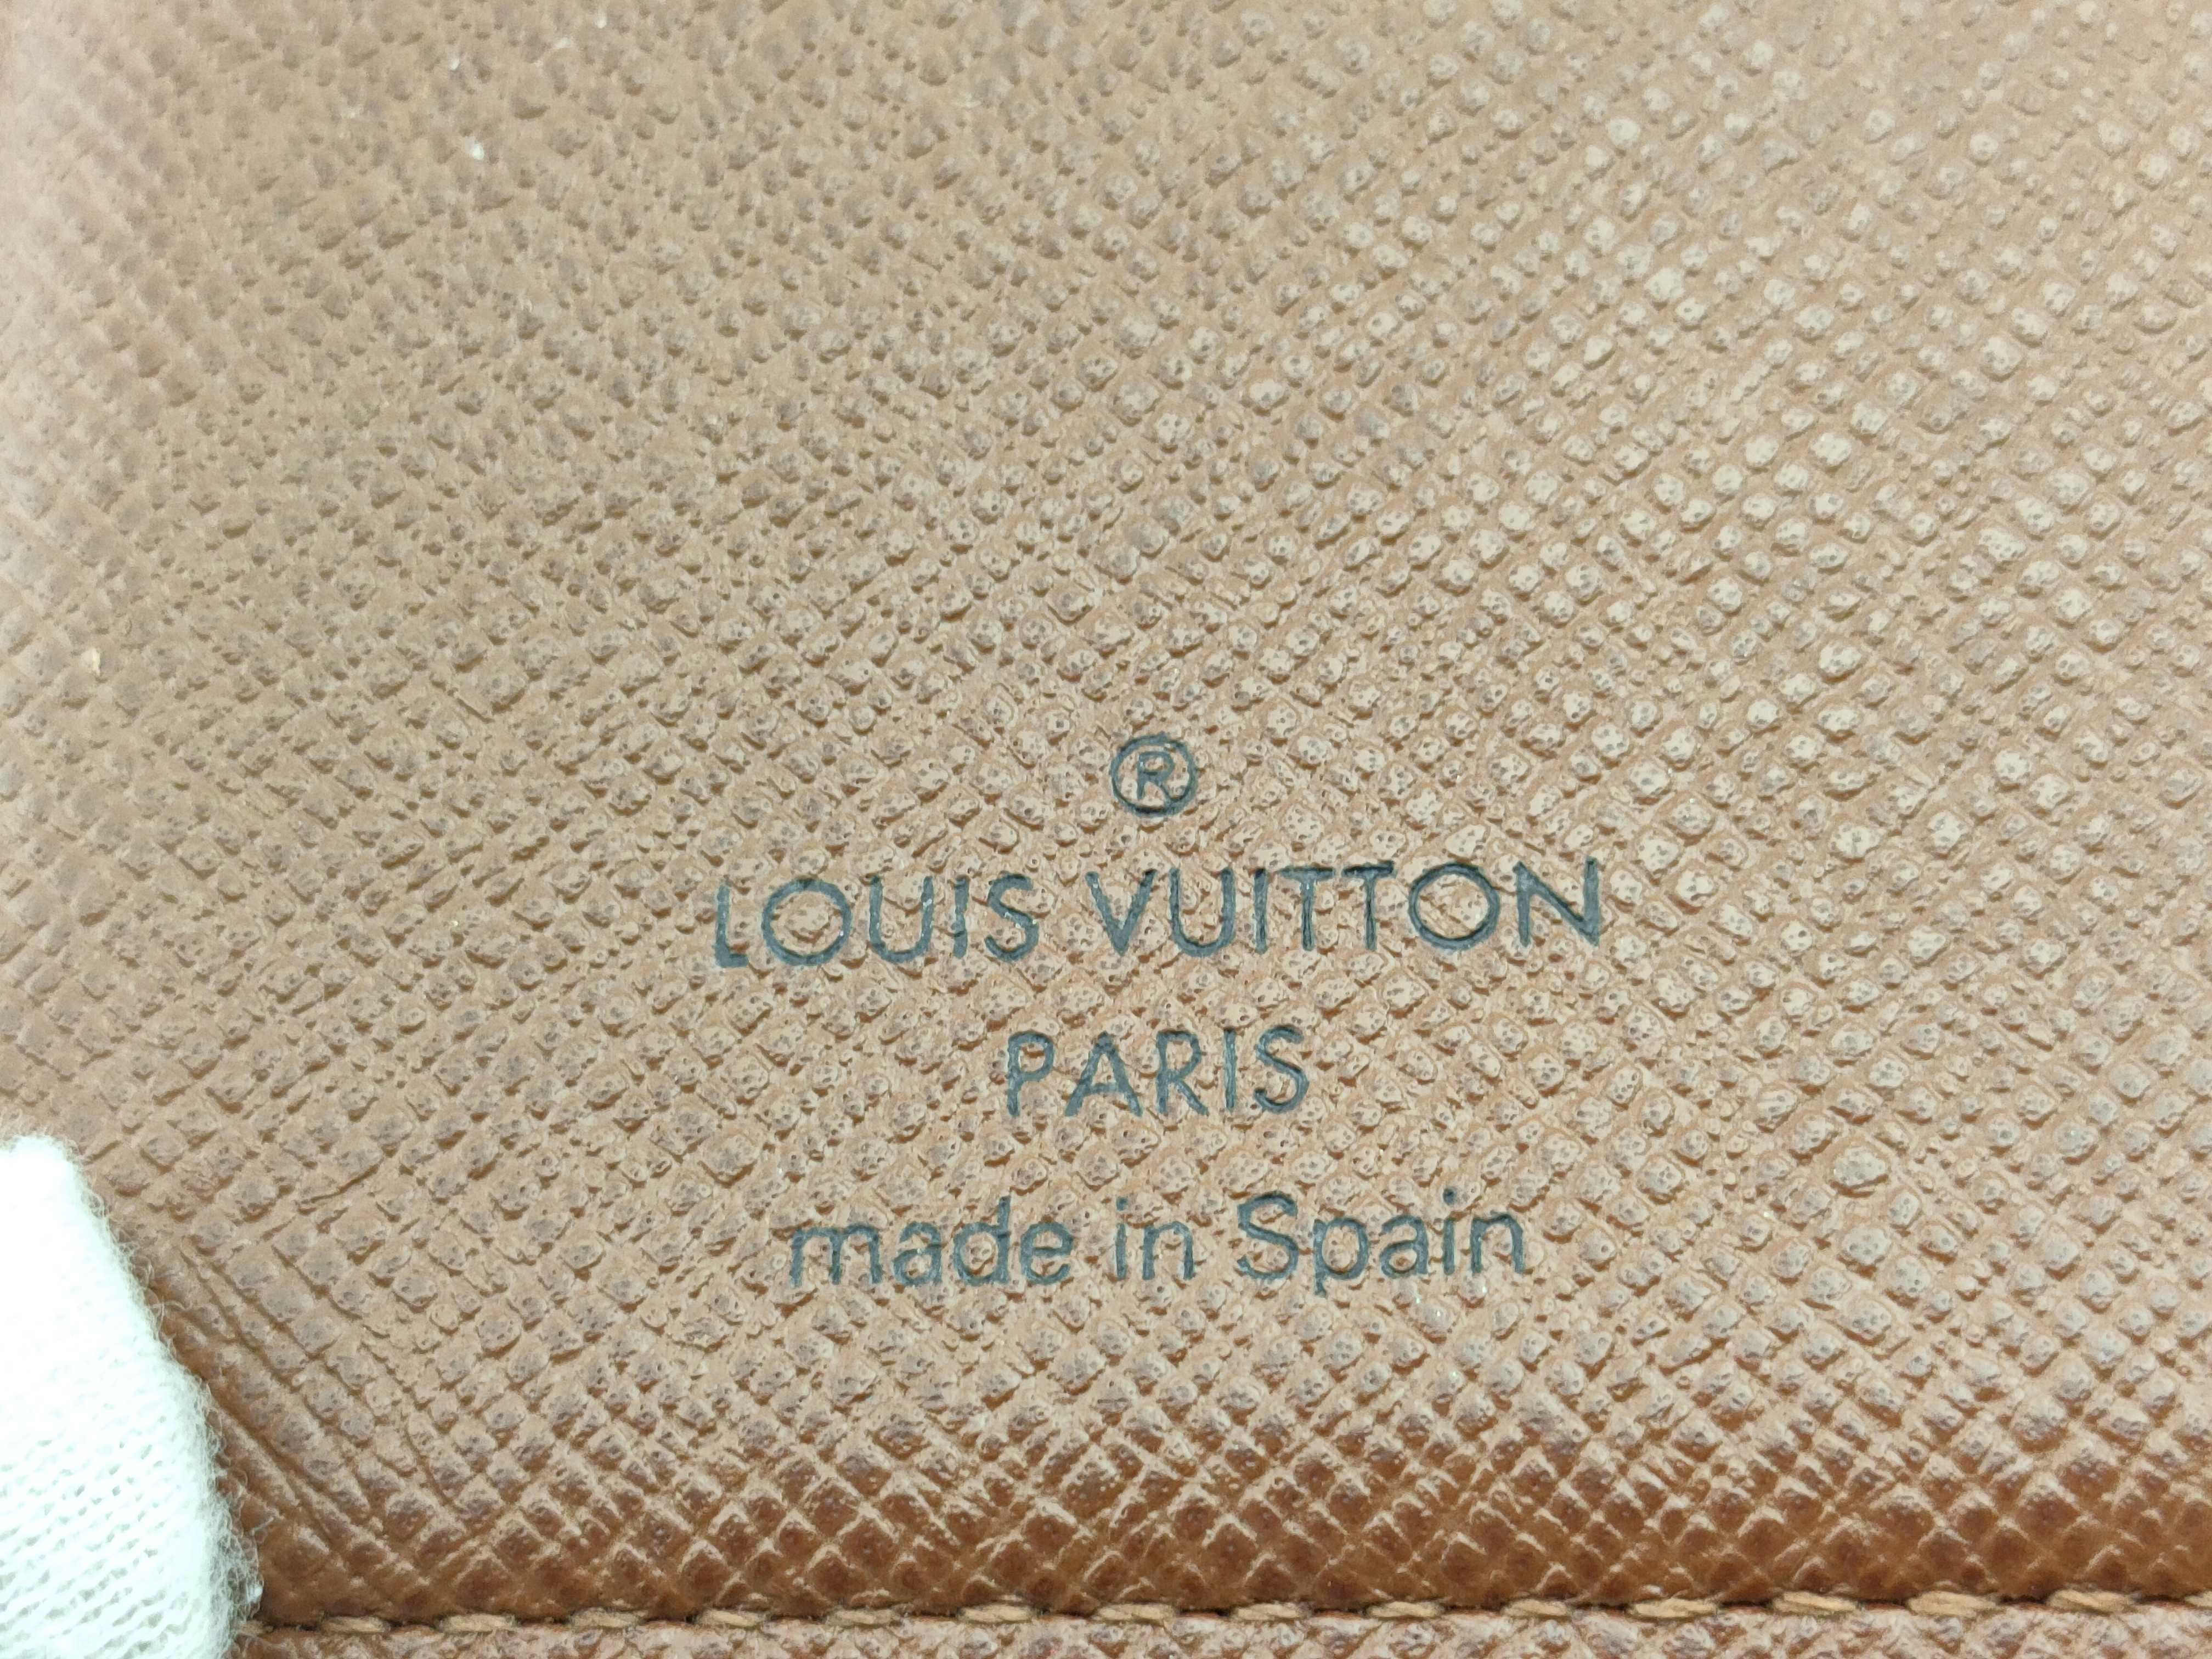 ®
LOUIS VUITTON
PARIS
made in Spain